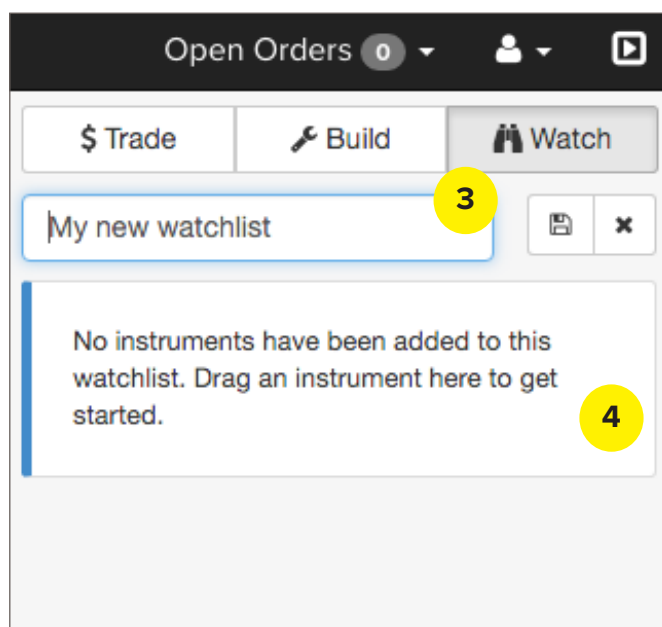 Open Orders 0
$ Trade Build Watch
3
My new watchlist
No instruments have been added to this
watchlist. Drag an instrument here to get
started.
4